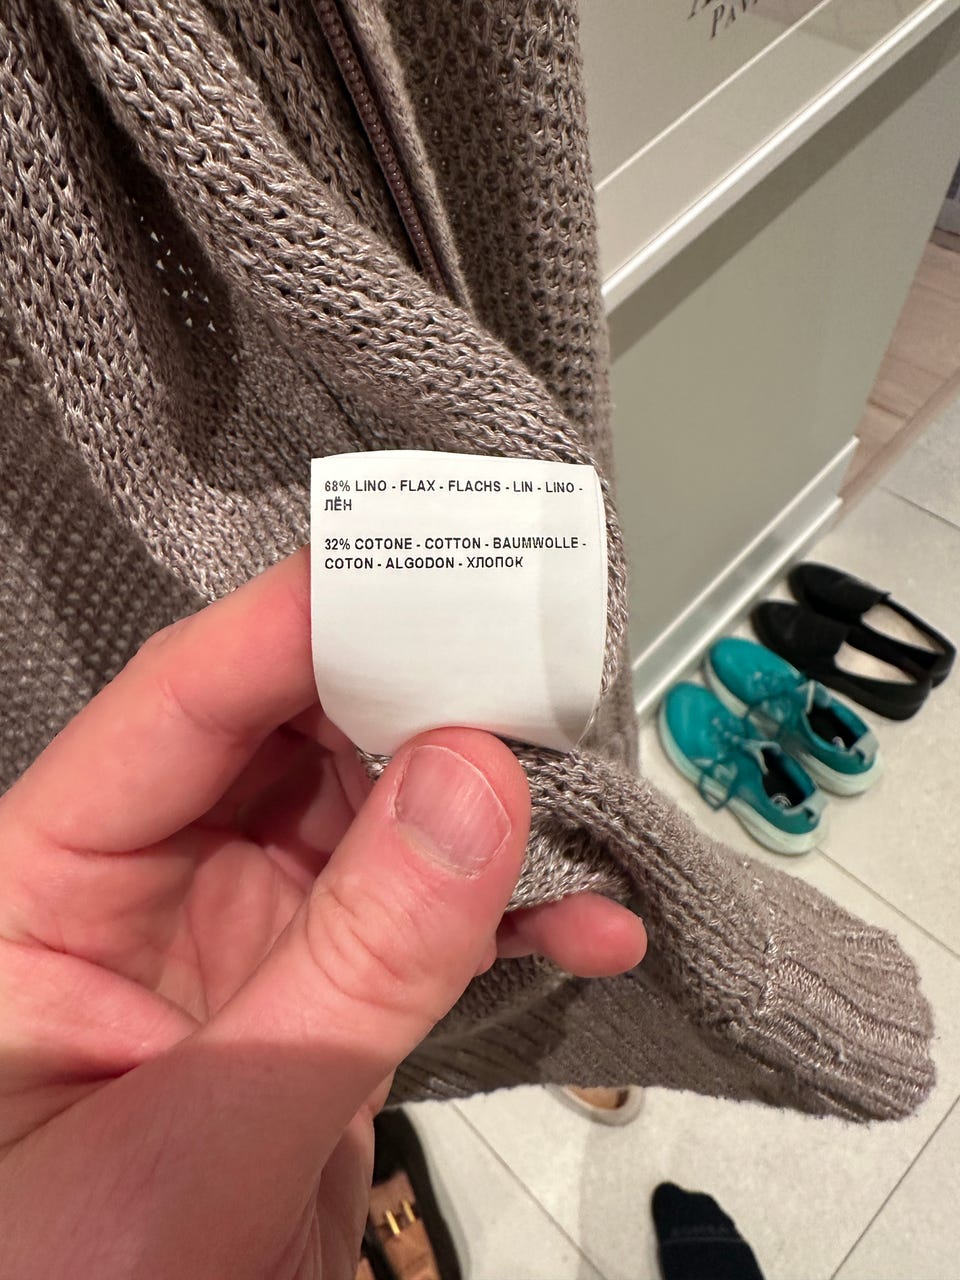 68% LINO - FLAX - FLACHS - LIN - LINO -
ЛЁН
32% COTONE - COTTON - BAUMWOLLE -
COTON - ALGODON - ХЛОПОК